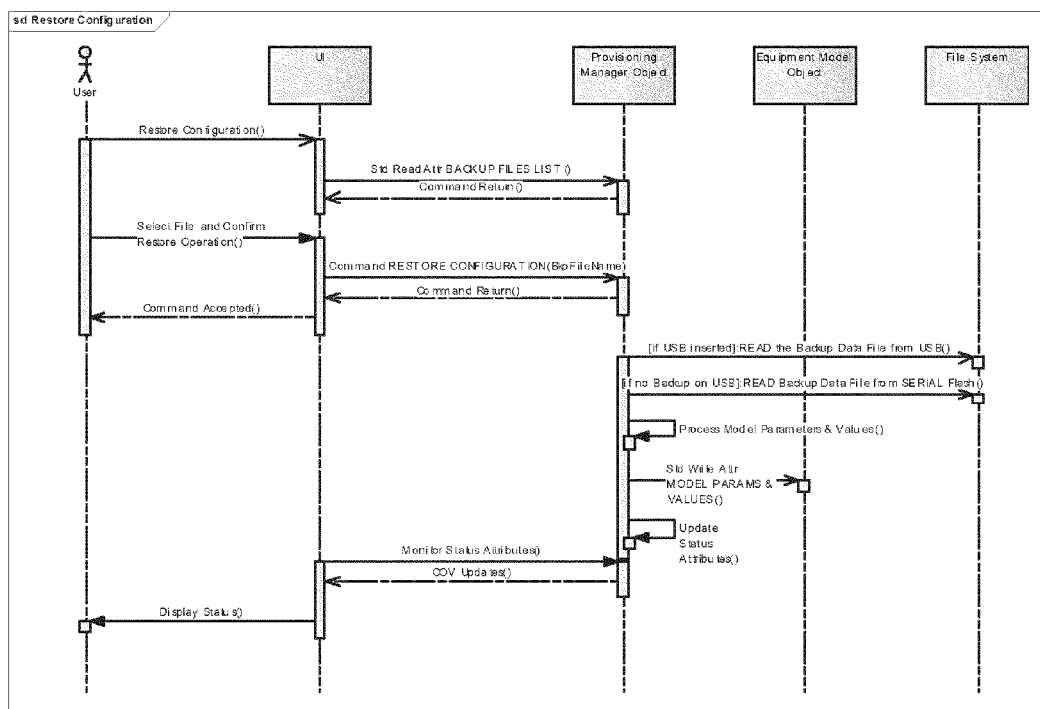 sd Restore Configuration
User
UI
Provisioning
Manager Object
Equipment Model
Object
File System
Restore Configuration()
Std Read Attr BACKUP FILES LIST ()
Command Return()
Select File and Confirm
Restore Operation()
Command RESTORE CONFIGURATION(BkpFileName)
Command Return()
Command Accepted()
[if USB inserted]:READ the Backup Data File from USB()
[if no Backup on USB]:READ Backup Data File from SERIAL Flash()
Process Model Parameters & Values()
Std Write Attr
MODEL PARAMS &
VALUES()
Update
Status
Attributes()
Monitor Status Attributes()
COV Updates()
Display Status()